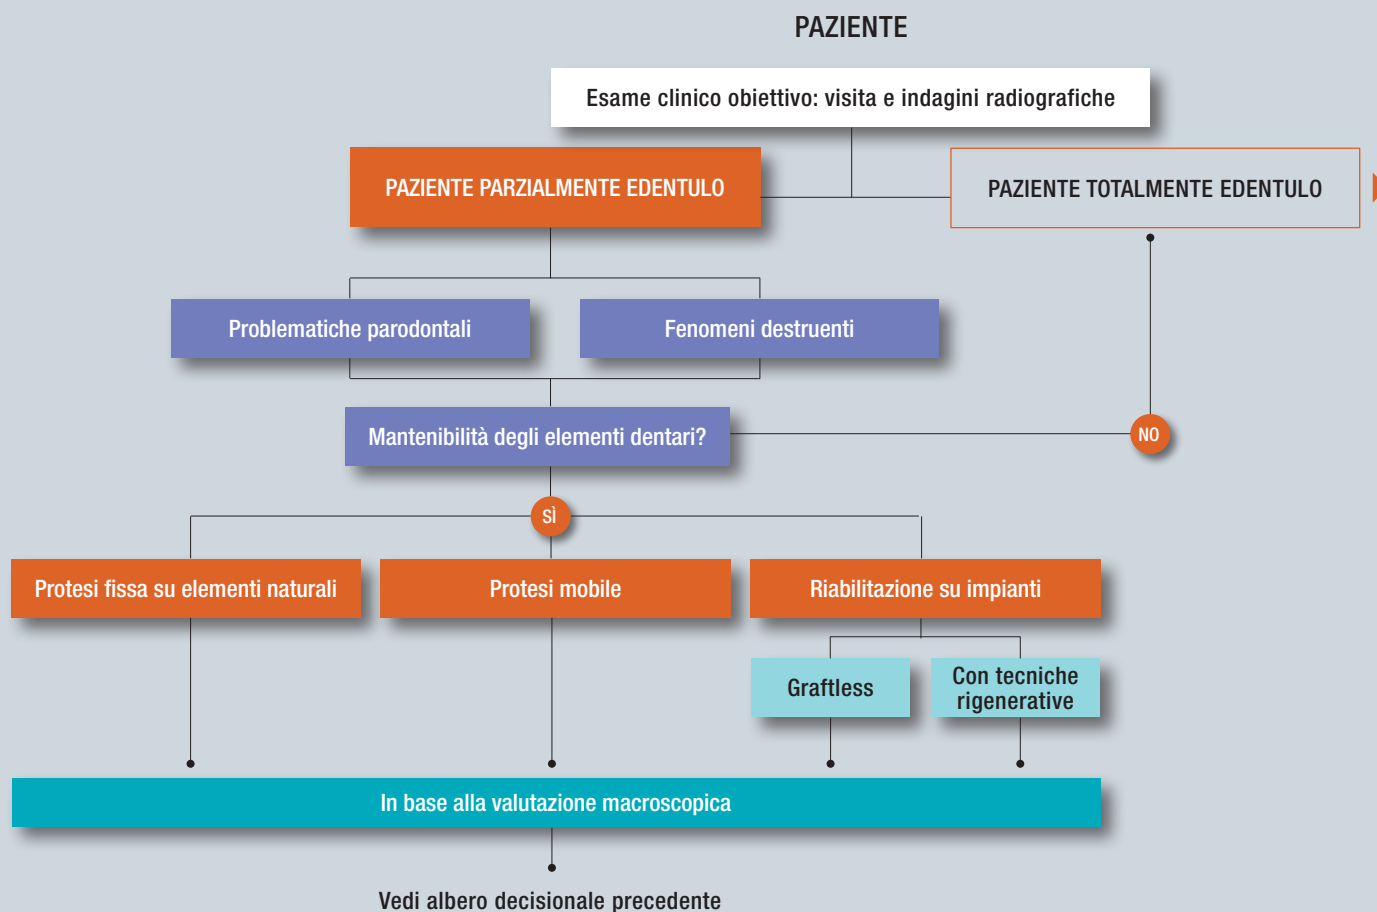 PAZIENTE
Esame clinico obiettivo: visita e indagini radiografiche
PAZIENTE PARZIALMENTE EDENTULO
PAZIENTE TOTALMENTE EDENTULO
Problematiche parodontali
Fenomeni destruenti
Mantenibilità degli elementi dentari?
NO
SÌ
Protesi fissa su elementi naturali
Protesi mobile
Riabilitazione su impianti
Graftless
Con tecniche
rigenerative
In base alla valutazione macroscopica
Vedi albero decisionale precedente